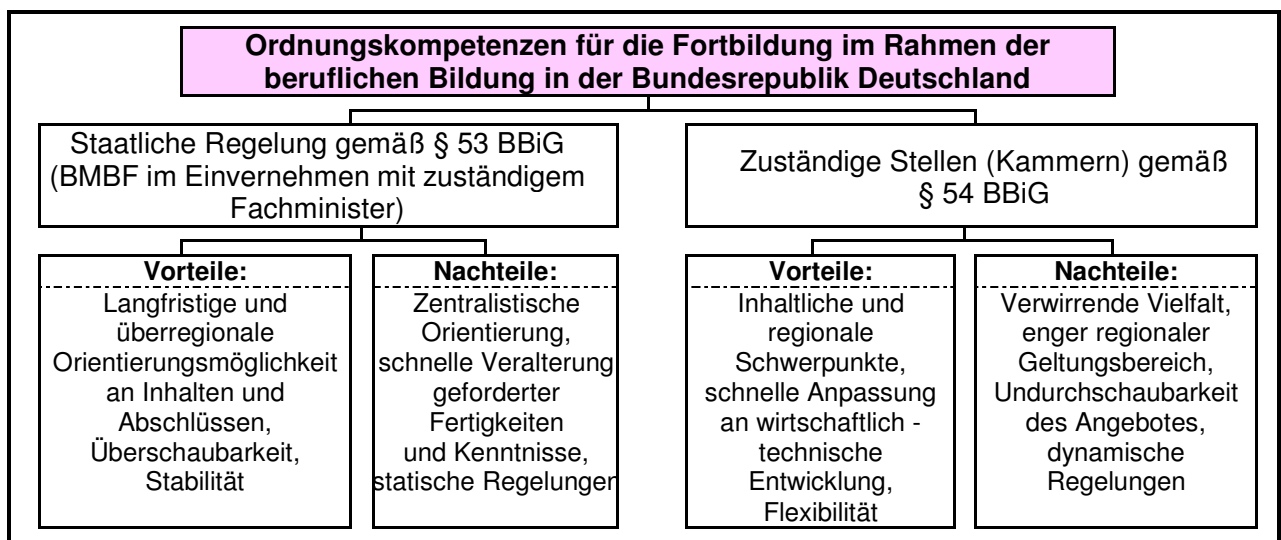 Ordnungskompetenzen für die Fortbildung im Rahmen der
beruflichen Bildung in der Bundesrepublik Deutschland
Staatliche Regelung gemäß § 53 BBiG
(BMBF im Einvernehmen mit zuständigem
Fachminister)
Zuständige Stellen (Kammern) gemäß
§ 54 BBiG
Vorteile:
Langfristige und
überregionale
Orientierungsmöglichkeit
an Inhalten und
Abschlüssen,
Überschaubarkeit,
Stabilität
Nachteile:
Zentralistische
Orientierung,
schnelle Veralterung
geforderter
Fertigkeiten
und Kenntnisse,
statische Regelungen
Vorteile:
Inhaltliche und
regionale
Schwerpunkte,
schnelle Anpassung
an wirtschaftlich -
technische
Entwicklung,
Flexibilität
Nachteile:
Verwirrende Vielfalt,
enger regionaler
Geltungsbereich,
Undurchschaubarkeit
des Angebotes,
dynamische
Regelungen